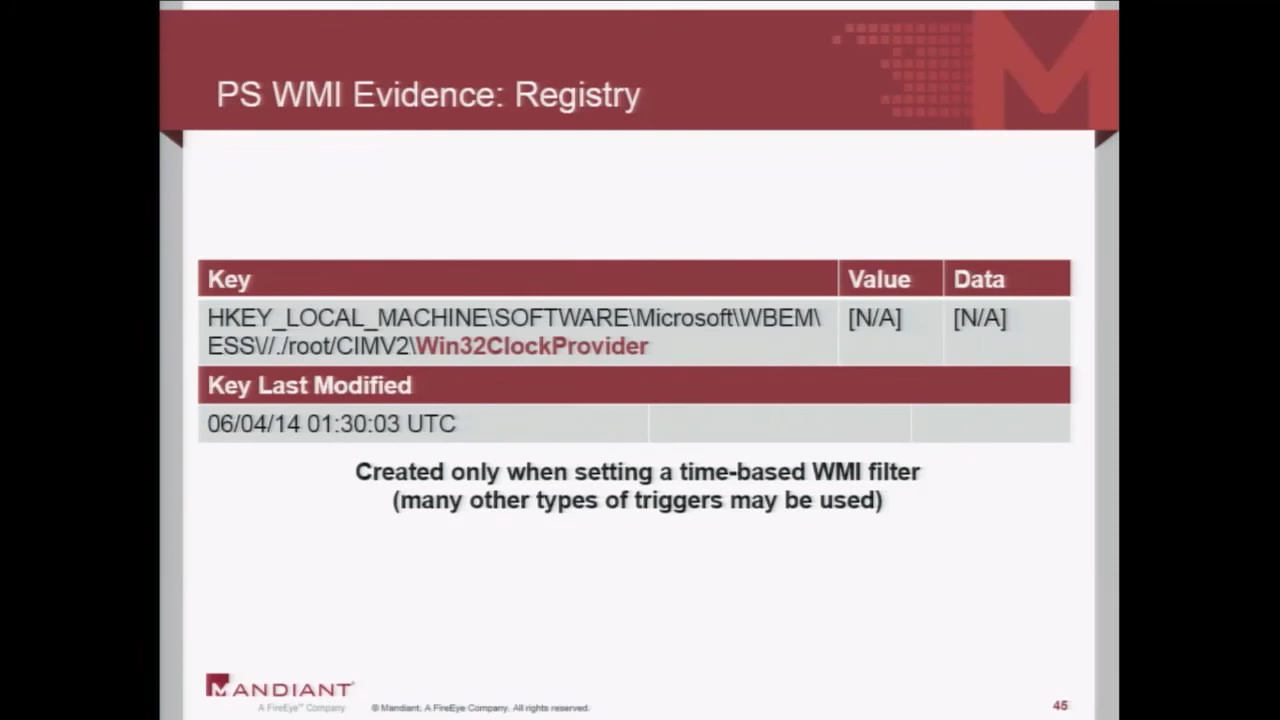 PS WMI Evidence: Registry
Key Value Data
HKEY_LOCAL_MACHINE\SOFTWARE\Microsoft\WBEM\ [N/A] [N/A]
ESS\//./root/CIMV2\Win32ClockProvider
Key Last Modified
06/04/14 01:30:03 UTC
Created only when setting a time-based WMI filter
(many other types of triggers may be used)
MANDIANT
A FireEye™ Company
© Mandiant, A FireEye Company. All rights reserved.
45